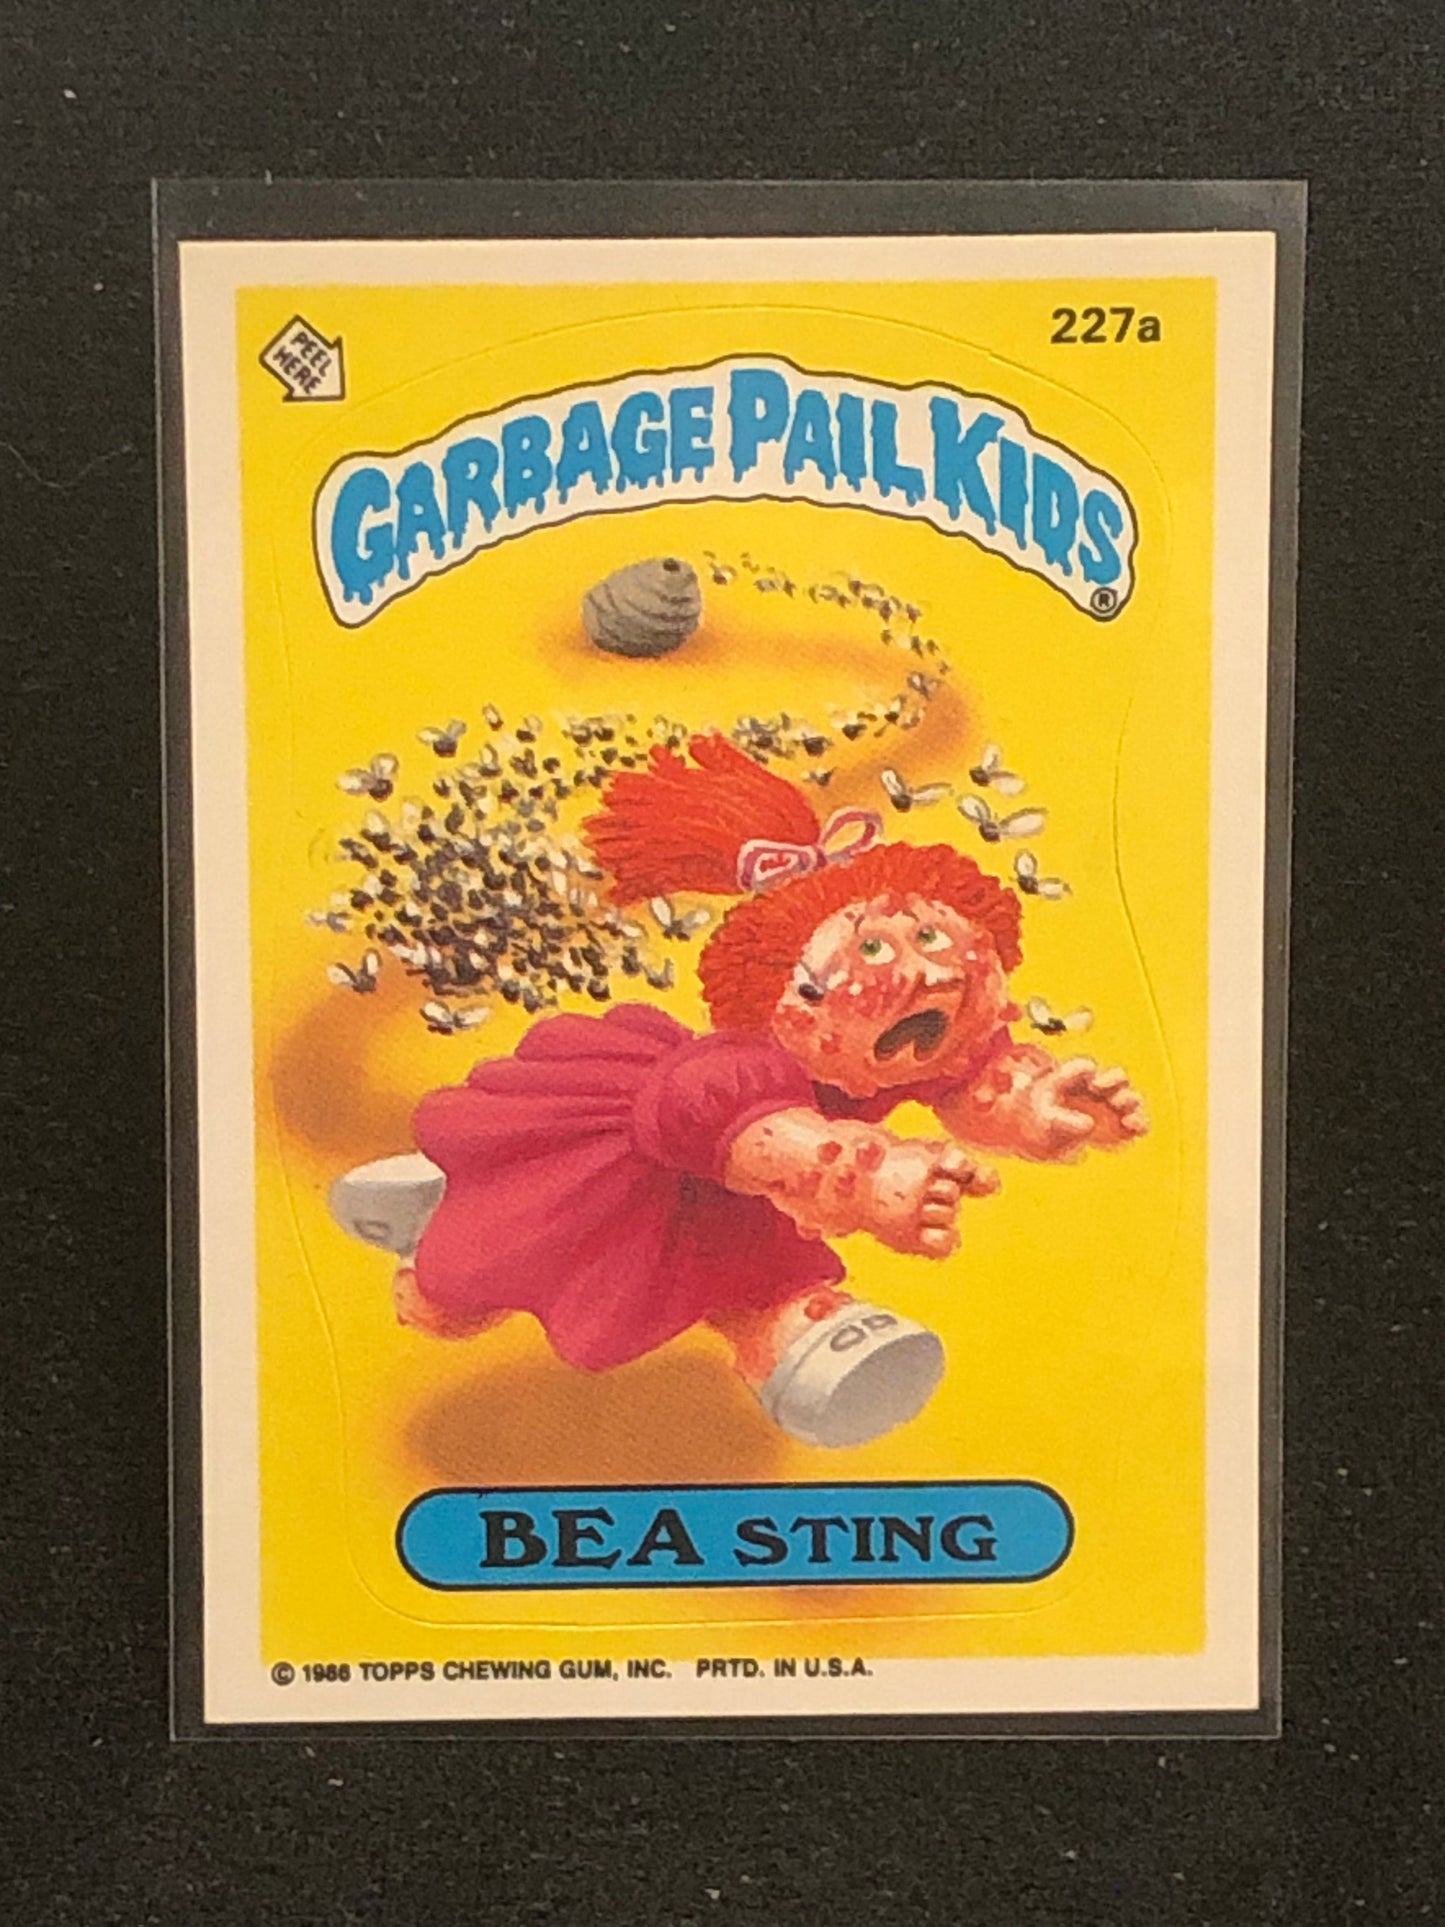 PEEL
HERE
227a
GARBAGE PAIL KIDS
®
BEA STING
© 1986 TOPPS CHEWING GUM, INC. PRTD. IN U.S.A.